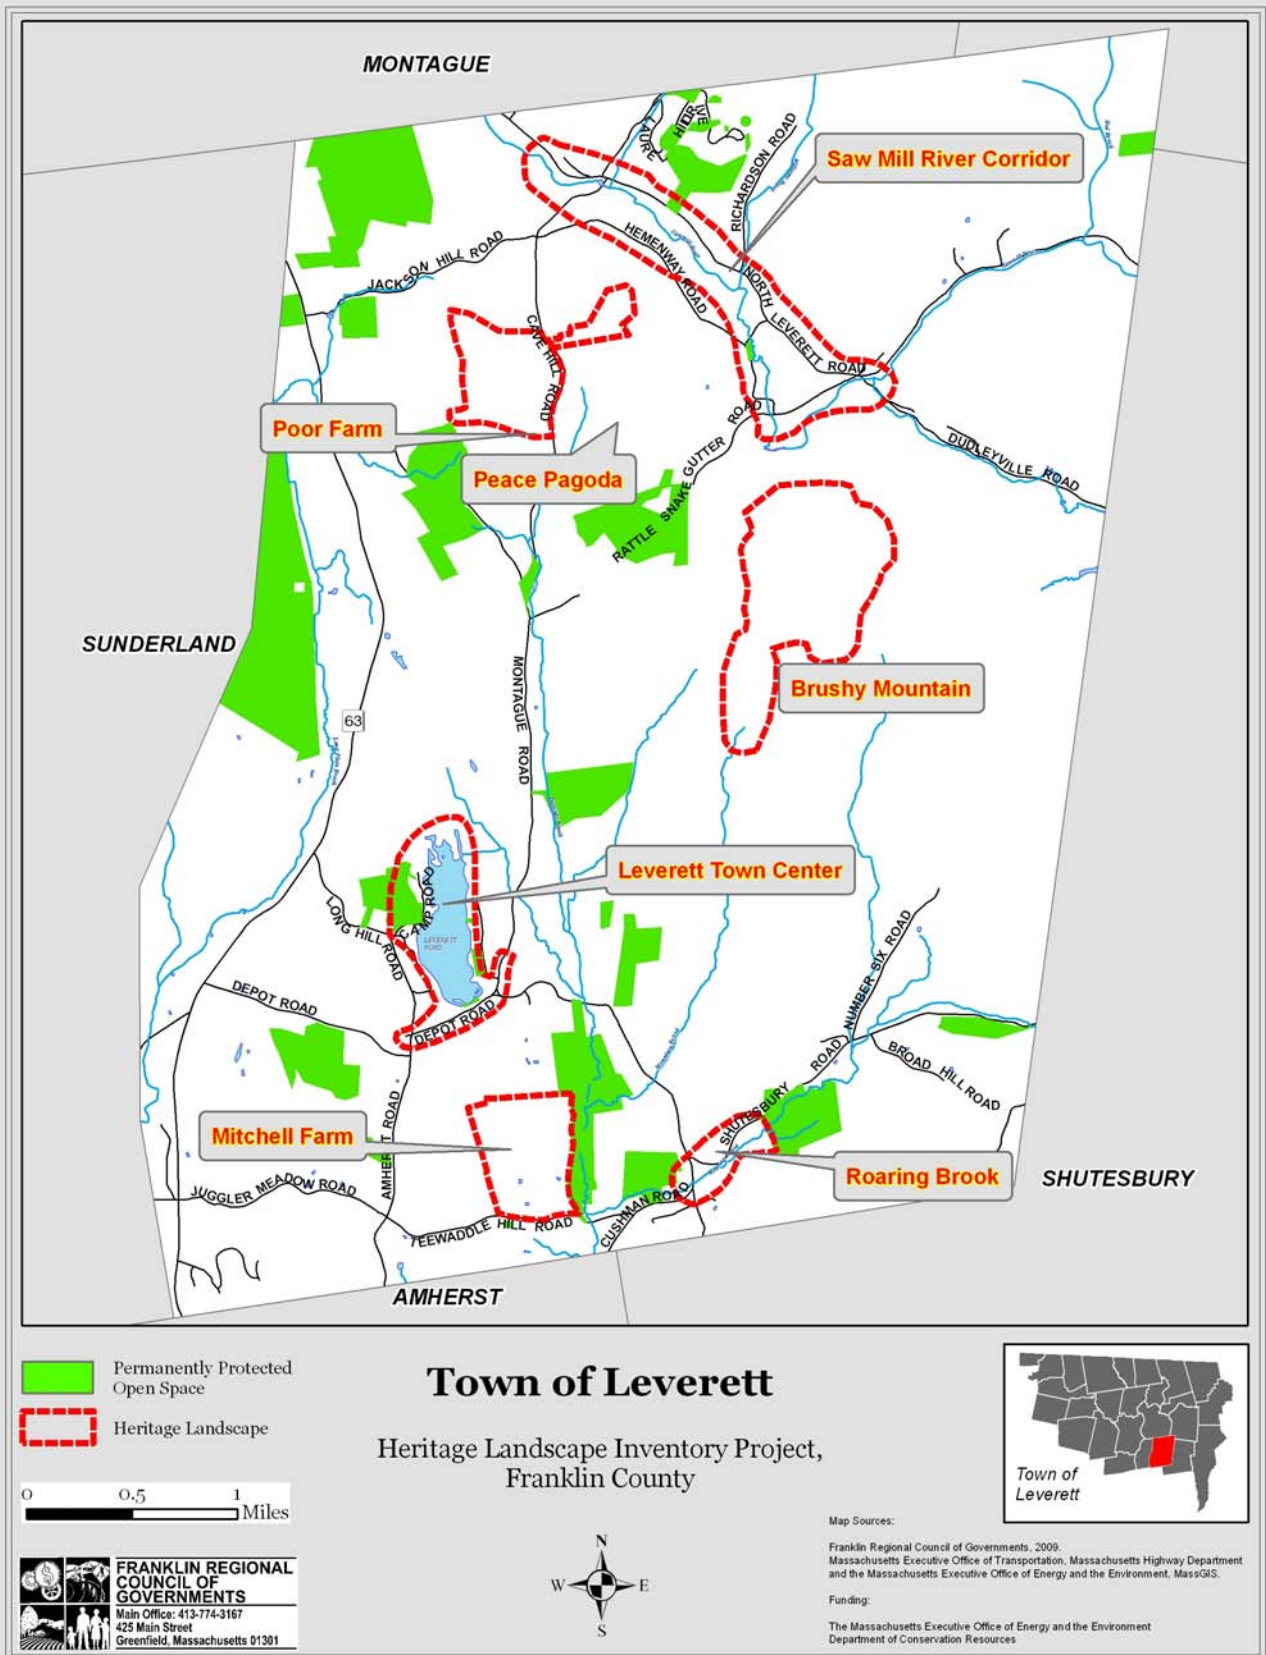 MONTAGUE
LAURE
HILL
DRIVE
RICHARDSON ROAD
Saw Mill River Corridor
HEMENWAY ROAD
JACKSON HILL ROAD
NORTH LEVERETT ROAD
CAVE HILL ROAD
Poor Farm
Peace Pagoda
RATTLE SNAKE GUTTER ROAD
DUDLEYVILLE ROAD
SUNDERLAND
Brushy Mountain
MONTAGUE ROAD
63
Leverett Town Center
CAMP ROAD
LEVERETT
POND
LONG HILL ROAD
DEPOT ROAD
DEPOT ROAD
NUMBER SIX ROAD
BROAD HILL ROAD
SHUTESBURY ROAD
AMHERST ROAD
Mitchell Farm
Roaring Brook
SHUTESBURY
JUGGLER MEADOW ROAD
TEEWADDLE HILL ROAD
CUSHMAN ROAD
AMHERST
Permanently Protected
Open Space
Heritage Landscape
0 0.5 1
Miles
FRANKLIN REGIONAL
COUNCIL OF
GOVERNMENTS
Main Office: 413-774-3167
425 Main Street
Greenfield, Massachusetts 01301
Town of Leverett
Heritage Landscape Inventory Project,
Franklin County
N
W E
S
Town of
Leverett
Map Sources:
Franklin Regional Council of Governments, 2009.
Massachusetts Executive Office of Transportation, Massachusetts Highway Department
and the Massachusetts Executive Office of Energy and the Environment, MassGIS.
Funding:
The Massachusetts Executive Office of Energy and the Environment
Department of Conservation Resources